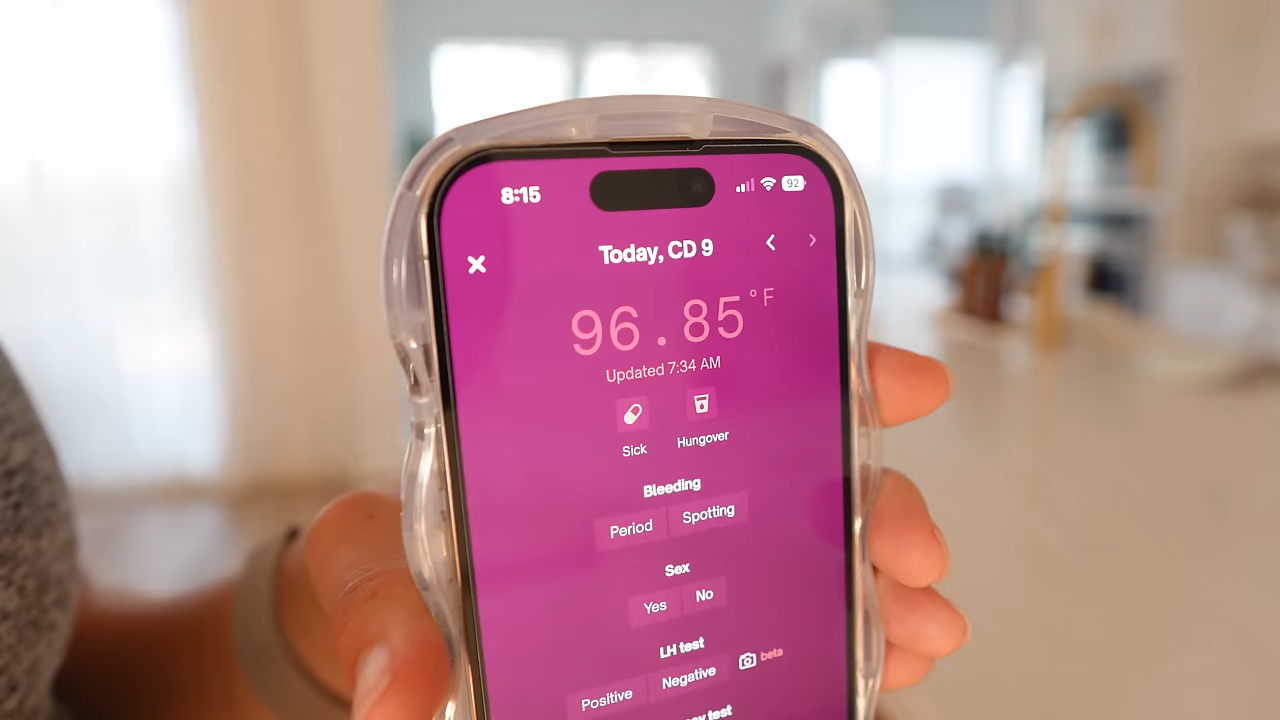 8:15
92
Today, CD 9
96.85 °F
Updated 7:34 AM
Sick
Hungover
Bleeding
Period
Spotting
Sex
Yes
No
LH test
Positive
Negative
beta
test